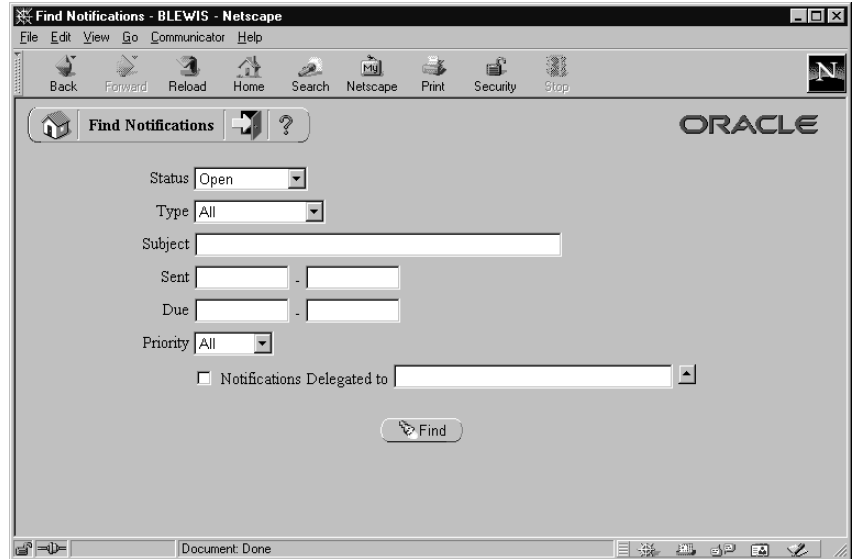 Find Notifications - BLEWIS - Netscape
File Edit View Go Communicator Help
My
Back Forward Reload Home Search Netscape Print Security Stop
N
Find Notifications ? ORACLE
Status Open
Type All
Subject
Sent -
Due -
Priority All
Notifications Delegated to
Find
Document: Done